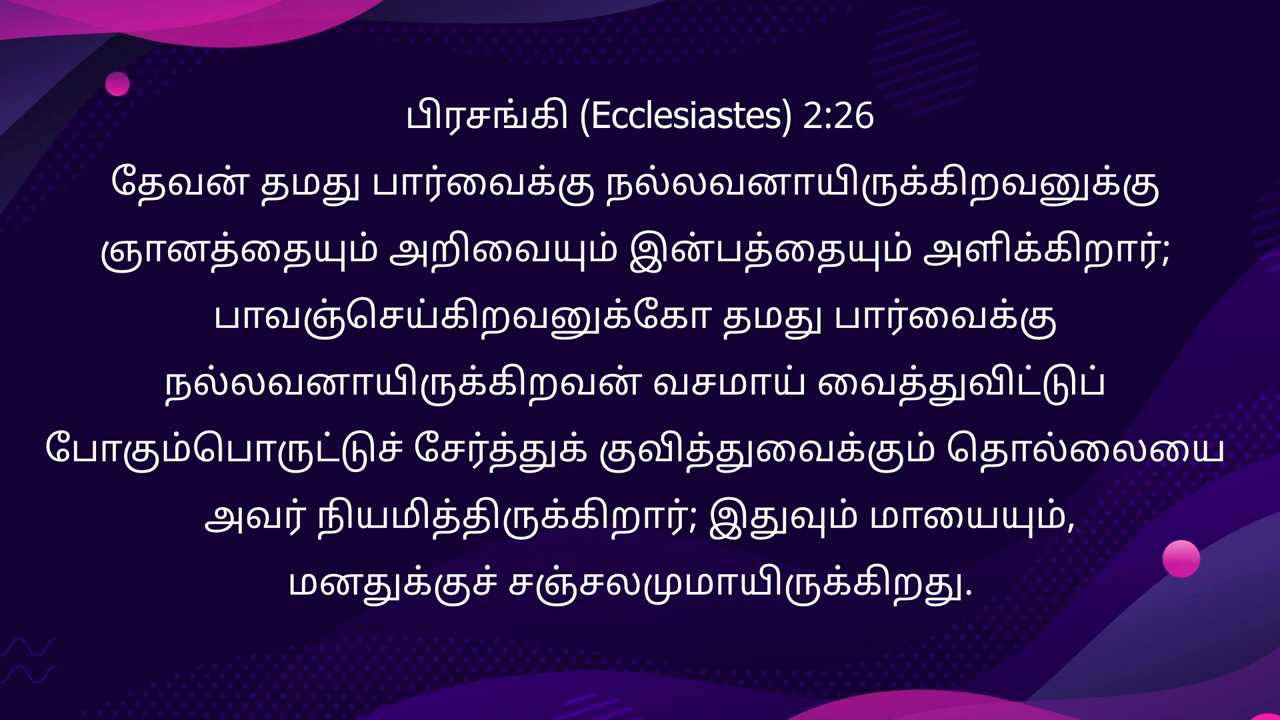 பிரசங்கி (Ecclesiastes) 2:26
தேவன் தமது பார்வைக்கு நல்லவனாயிருக்கிறவனுக்கு
ஞானத்தையும் அறிவையும் இன்பத்தையும் அளிக்கிறார்;
பாவஞ்செய்கிறவனுக்கோ தமது பார்வைக்கு
நல்லவனாயிருக்கிறவன் வசமாய் வைத்துவிட்டுப்
போகும்பொருட்டுச் சேர்த்துக் குவித்துவைக்கும் தொல்லையை
அவர் நியமித்திருக்கிறார்; இதுவும் மாயையும்,
மனதுக்குச் சஞ்சலமுமாயிருக்கிறது.